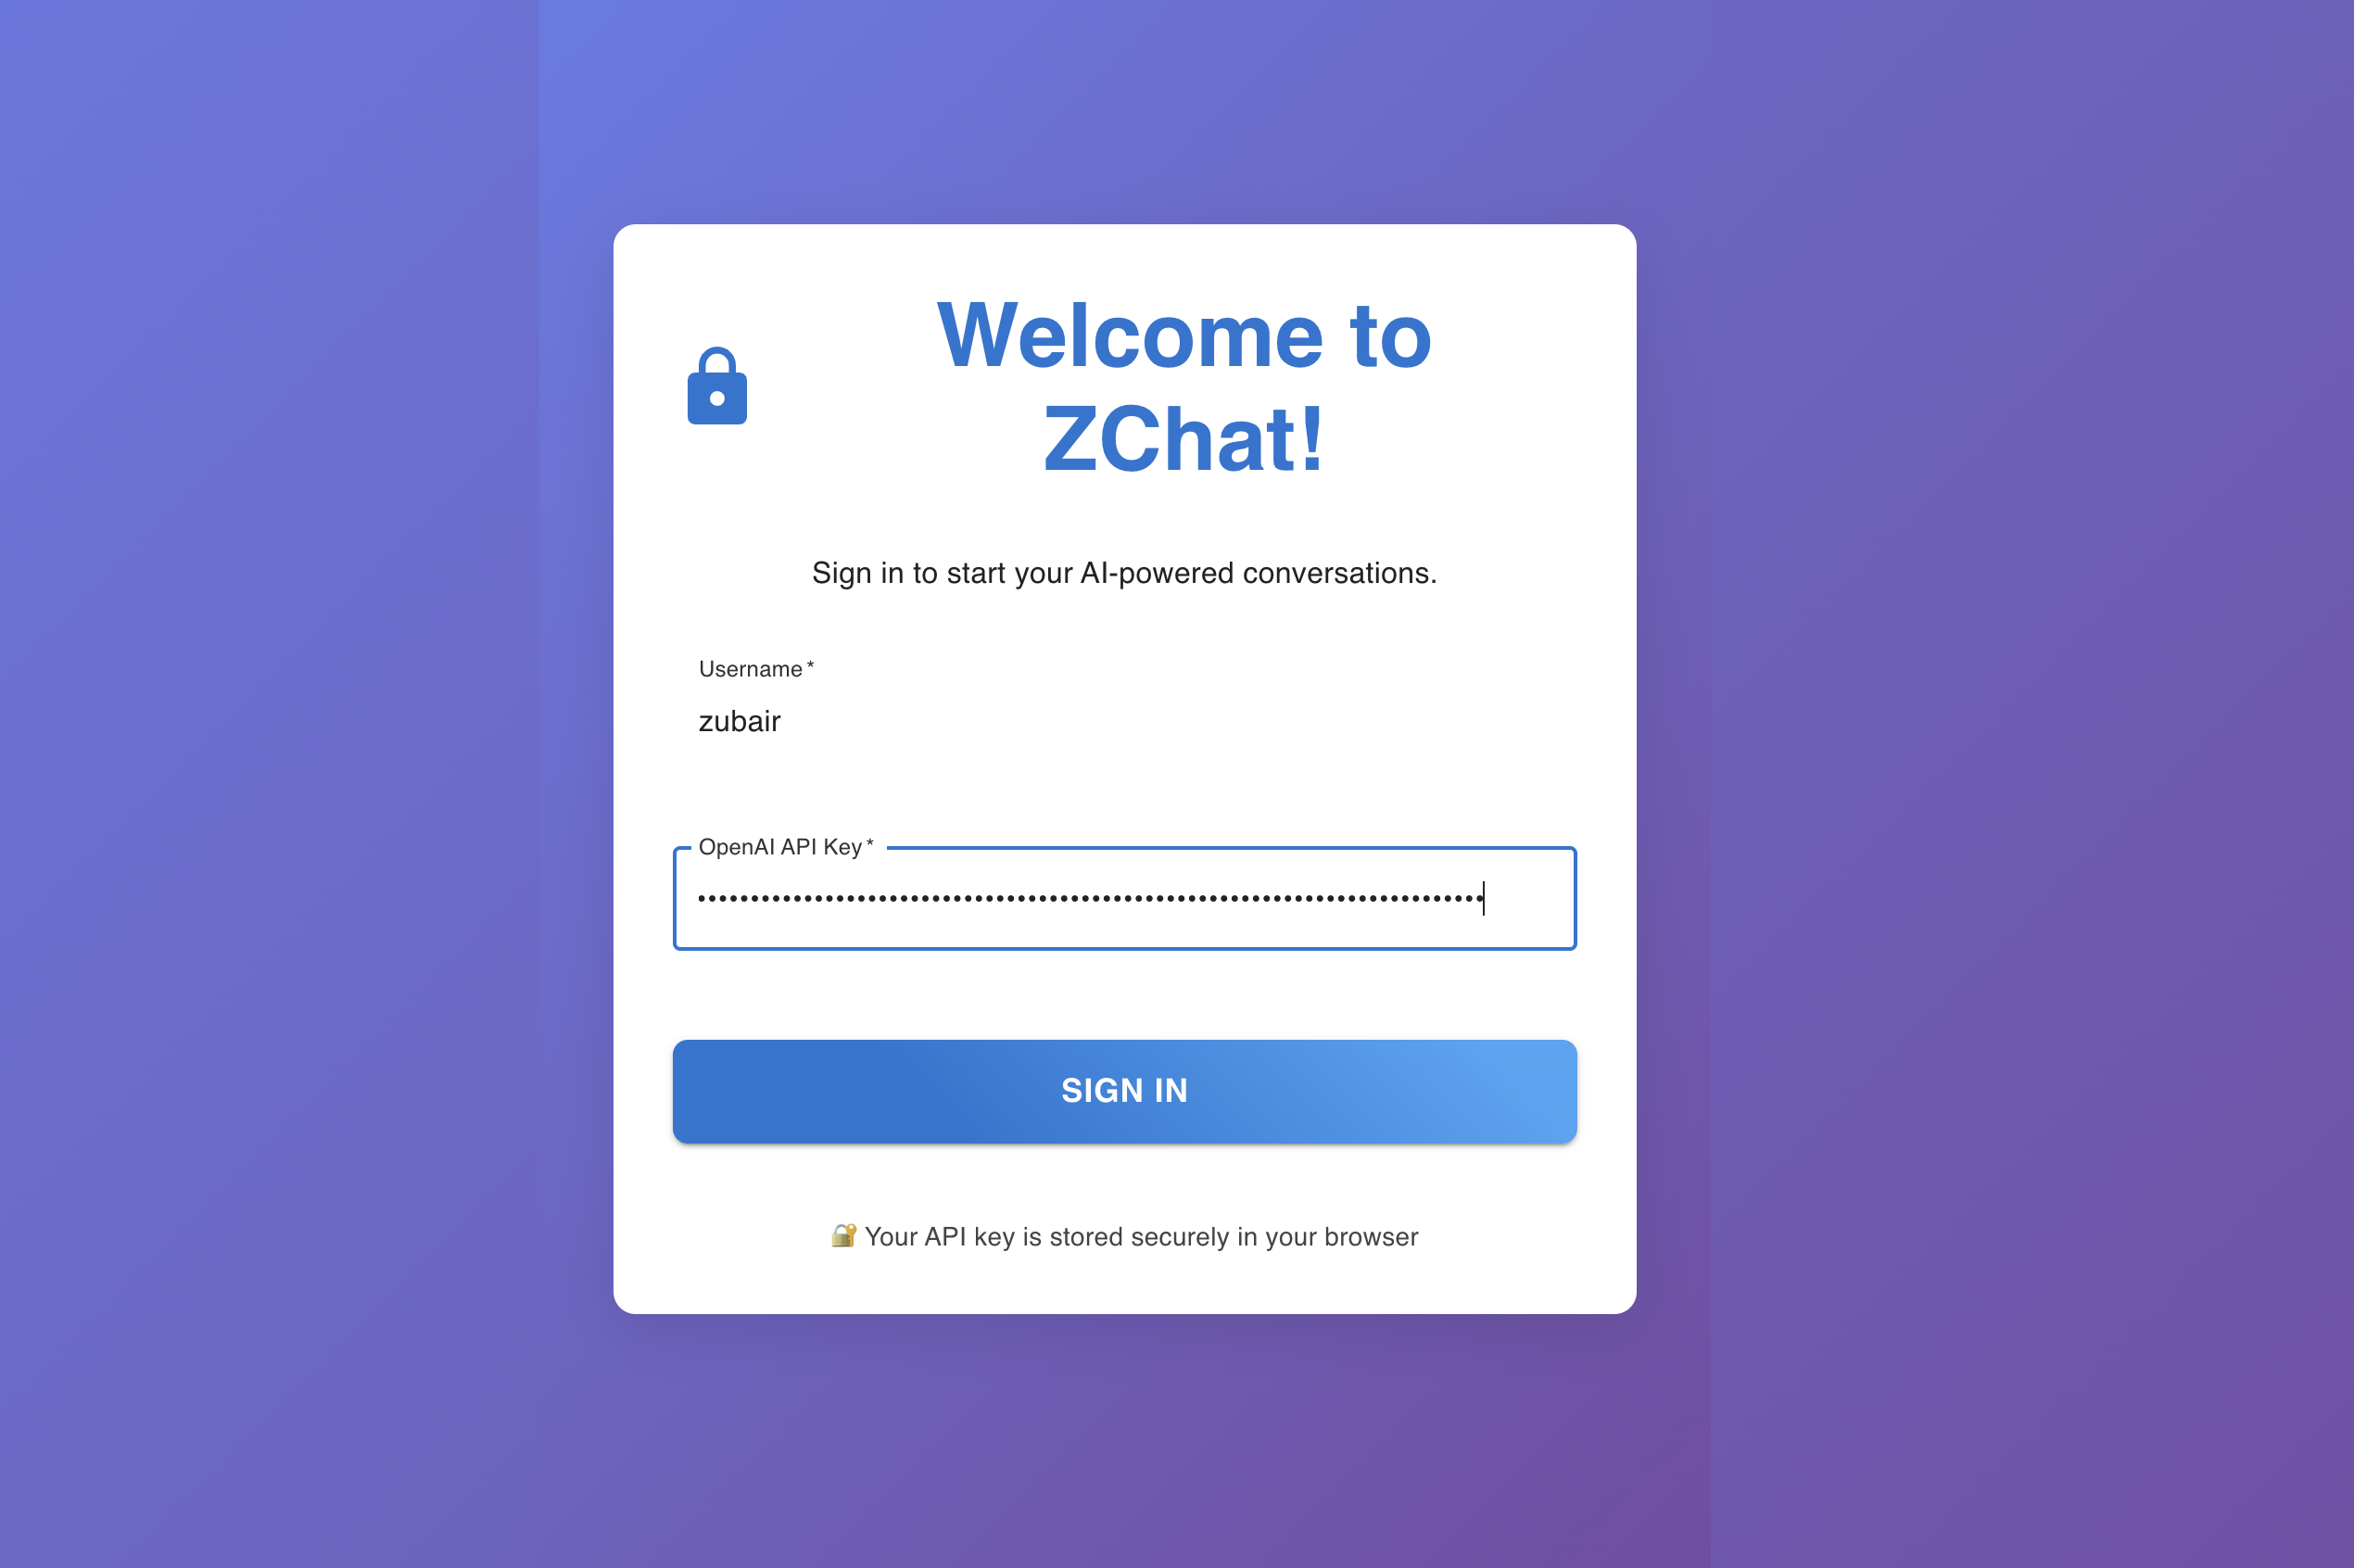 Welcome to
ZChat!
Sign in to start your AI-powered conversations.
Username *
zubair
OpenAI API Key *
SIGN IN
🔐 Your API key is stored securely in your browser